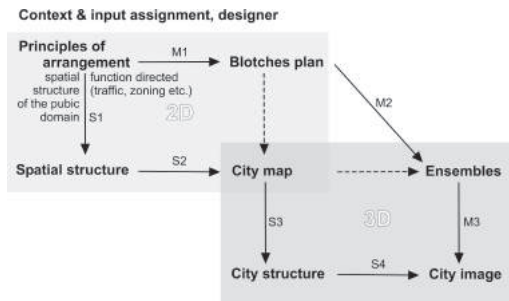 Context & input assignment, designer
Principles of
arrangement
M1
Blotches plan
spatial
structure
of the pubic
domain
function directed
(traffic, zoning etc.)
2D
M2
S1
Spatial structure
S2
City map
Ensembles
S3
3D
M3
City structure
S4
City image